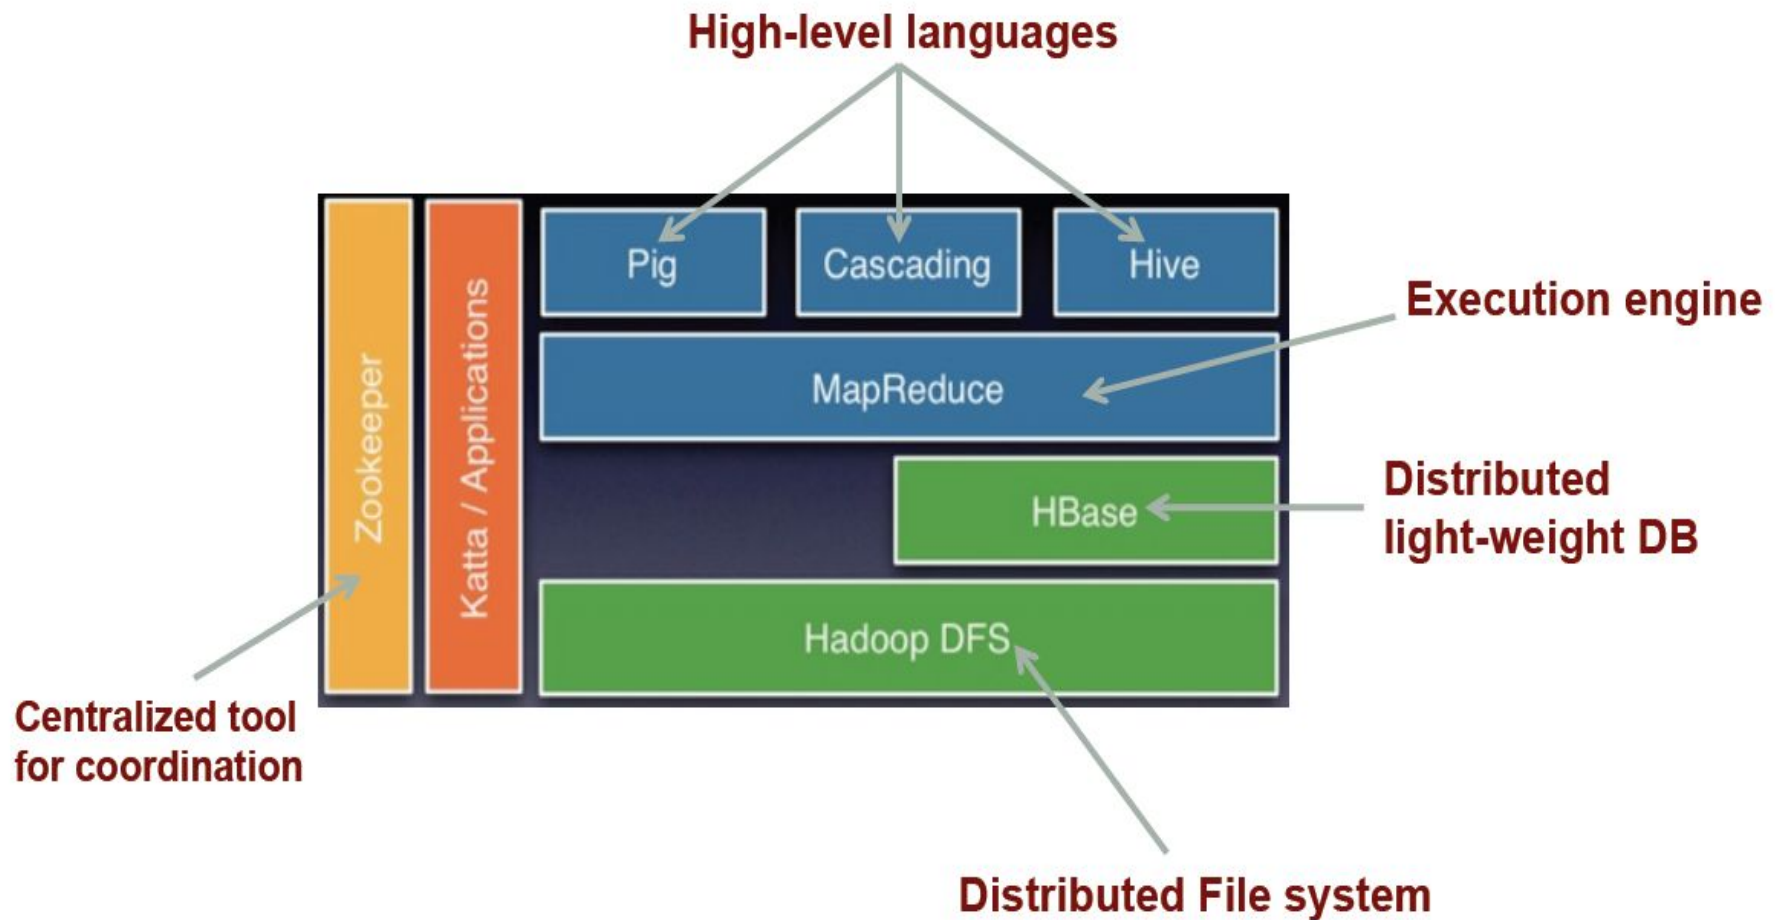 High-level languages
Pig
Cascading
Hive
Execution engine
MapReduce
Zookeeper
Katta / Applications
HBase
Distributed
light-weight DB
Hadoop DFS
Centralized tool
for coordination
Distributed File system